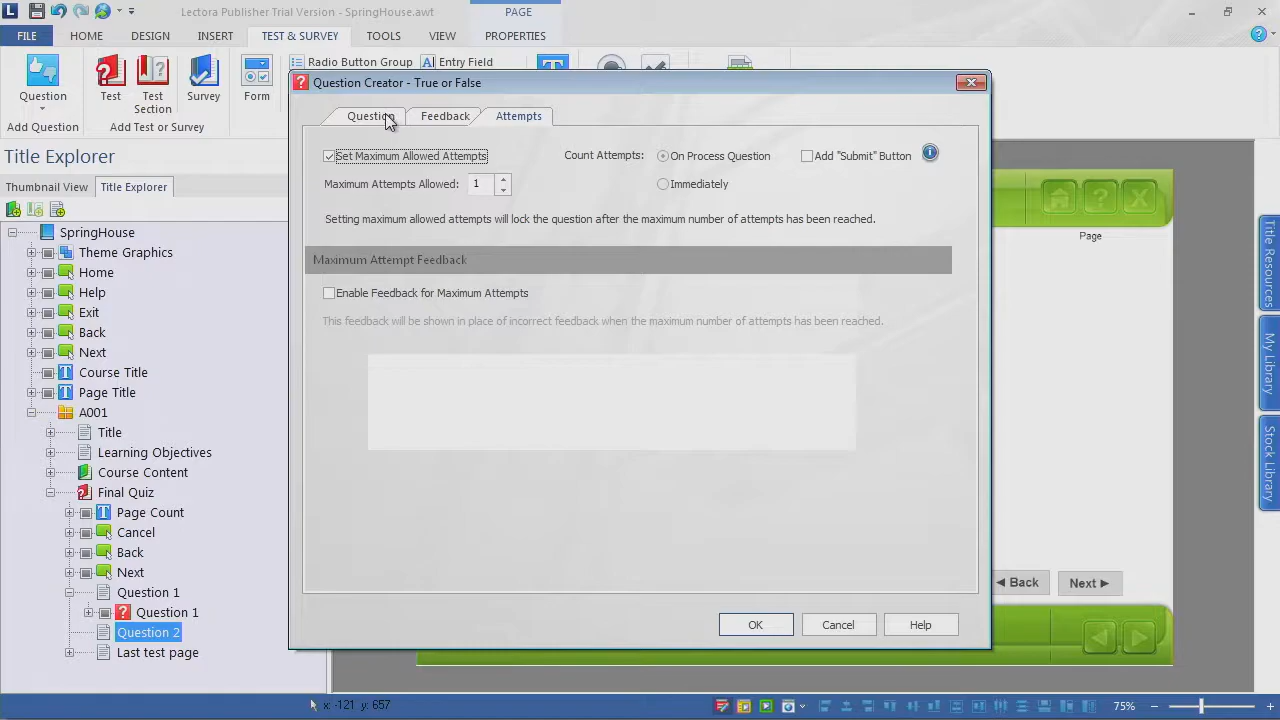 Lectora Publisher Trial Version - SpringHouse.awt
PAGE
FILE
HOME
DESIGN
INSERT
TEST & SURVEY
TOOLS
VIEW
PROPERTIES
Question
Test
Test Section
Survey
Form
Radio Button Group
Entry Field
Add Question
Add Test or Survey
Title Explorer
Thumbnail View
Title Explorer
SpringHouse
Theme Graphics
Home
Help
Exit
Back
Next
Course Title
Page Title
A001
Title
Learning Objectives
Course Content
Final Quiz
Page Count
Cancel
Back
Next
Question 1
Question 1
Question 2
Last test page
Question Creator - True or False
Question
Feedback
Attempts
Set Maximum Allowed Attempts
Count Attempts:
On Process Question
Add "Submit" Button
Maximum Attempts Allowed:
1
Immediately
Setting maximum allowed attempts will lock the question after the maximum number of attempts has been reached.
Maximum Attempt Feedback
Enable Feedback for Maximum Attempts
This feedback will be shown in place of incorrect feedback when the maximum number of attempts has been reached.
OK
Cancel
Help
Page
Back
Next
Title Resources
My Library
Stock Library
x: -121 y: 657
75%